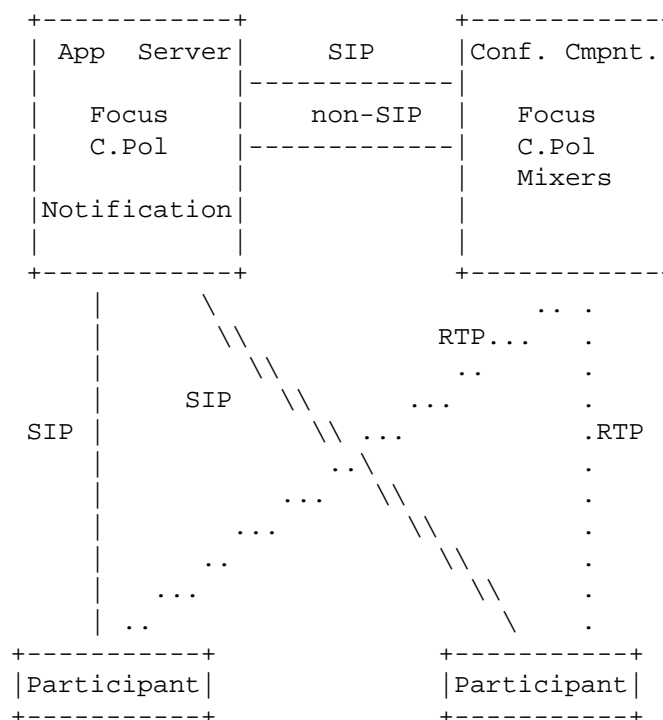 App Server SIP Conf. Cmpnt.
Focus non-SIP Focus
C.Pol C.Pol
Mixers
Notification
RTP
SIP
SIP RTP
Participant Participant